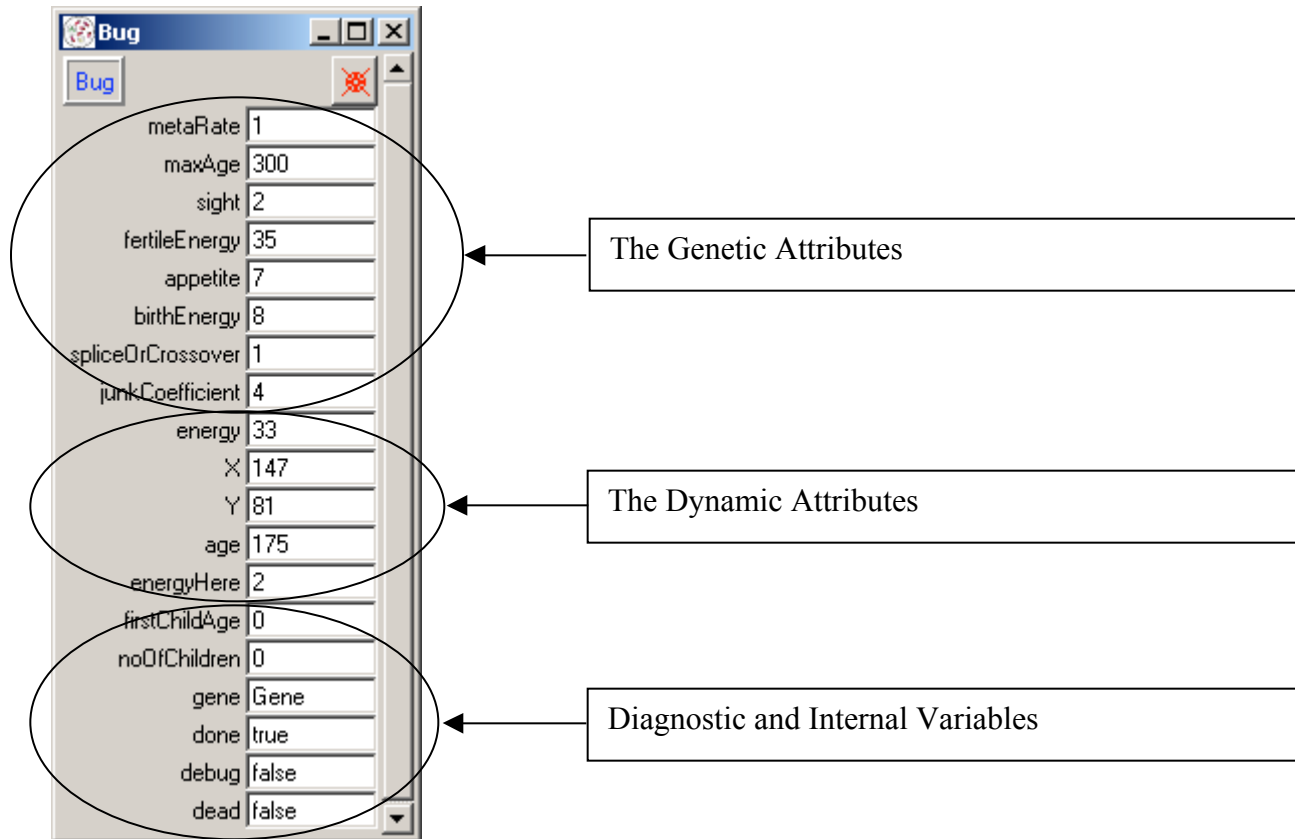 Bug
Bug
metaRate 1
maxAge 300
sight 2
fertileEnergy 35
appetite 7
birthEnergy 8
spliceOrCrossover 1
junkCoefficient 4
energy 33
X 147
Y 81
age 175
energyHere 2
firstChildAge 0
noOfChildren 0
gene Gene
done true
debug false
dead false
The Genetic Attributes
The Dynamic Attributes
Diagnostic and Internal Variables